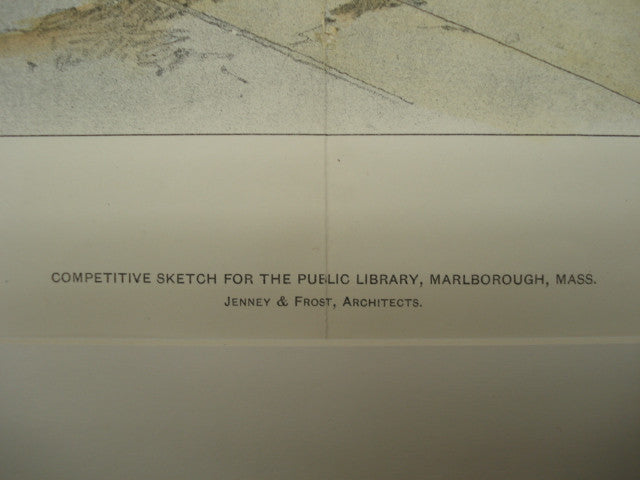 COMPETITIVE SKETCH FOR THE PUBLIC LIBRARY, MARLBOROUGH, MASS.
JENNEY & FROST, ARCHITECTS.